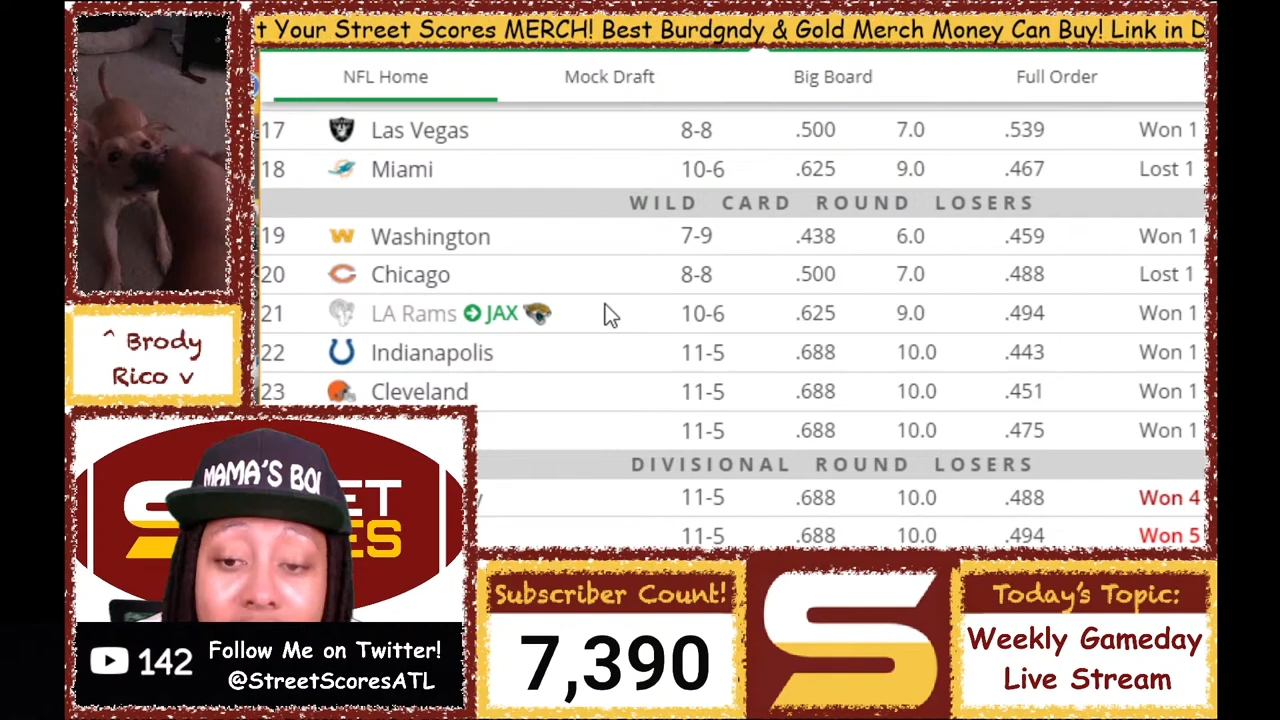 t Your Street Scores MERCH! Best Burdgndy & Gold Merch Money Can Buy! Link in D
NFL Home Mock Draft Big Board Full Order
17 Las Vegas 8-8 .500 7.0 .539 Won 1
18 Miami 10-6 .625 9.0 .467 Lost 1
WILD CARD ROUND LOSERS
19 Washington 7-9 .438 6.0 .459 Won 1
20 Chicago 8-8 .500 7.0 .488 Lost 1
21 LA Rams JAX 10-6 .625 9.0 .494 Won 1
22 Indianapolis 11-5 .688 10.0 .443 Won 1
23 Cleveland 11-5 .688 10.0 .451 Won 1
11-5 .688 10.0 .475 Won 1
DIVISIONAL ROUND LOSERS
11-5 .688 10.0 .488 Won 4
11-5 .688 10.0 .494 Won 5
^ Brody
Rico v
MAMA'S BOI
ET
ES
142
Follow Me on Twitter!
@StreetScoresATL
Subscriber Count!
7,390
S
Today's Topic:
Weekly Gameday
Live Stream